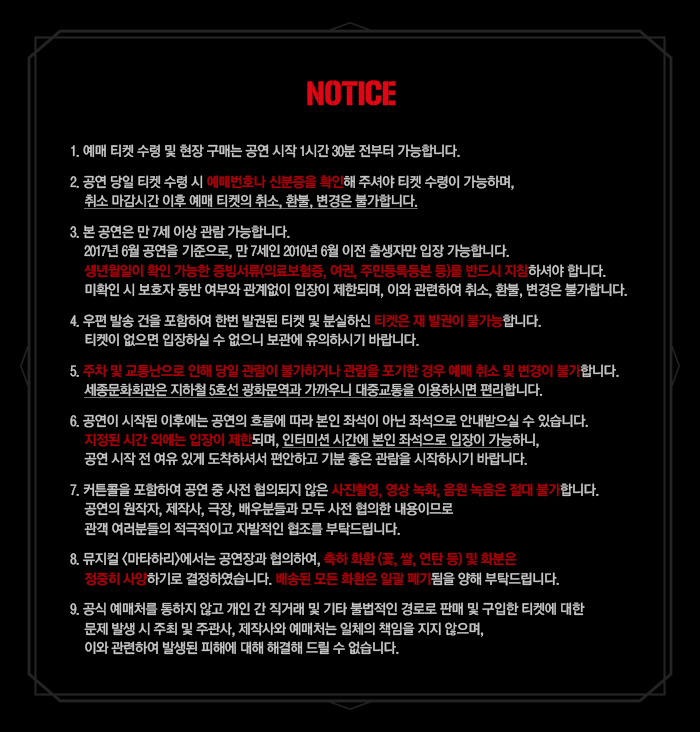 NOTICE
1. 예매 티켓 수령 및 현장 구매는 공연 시작 1시간 30분 전부터 가능합니다.
2. 공연 당일 티켓 수령 시 예매번호나 신분증을 확인해 주셔야 티켓 수령이 가능하며,
취소 마감시간 이후 예매 티켓의 취소, 환불, 변경은 불가합니다.
3. 본 공연은 만 7세 이상 관람 가능합니다.
2017년 6월 공연을 기준으로, 만 7세인 2010년 6월 이전 출생자만 입장 가능합니다.
생년월일이 확인 가능한 증빙서류(의료보험증, 여권, 주민등록등본 등)를 반드시 지참하셔야 합니다.
미확인 시 보호자 동반 여부와 관계없이 입장이 제한되며, 이와 관련하여 취소, 환불, 변경은 불가합니다.
4. 우편 발송 건을 포함하여 한번 발권된 티켓 및 분실하신 티켓은 재 발권이 불가능합니다.
티켓이 없으면 입장하실 수 없으니 보관에 유의하시기 바랍니다.
5. 주차 및 교통난으로 인해 당일 관람이 불가하거나 관람을 포기한 경우 예매 취소 및 변경이 불가합니다.
세종문화회관은 지하철 5호선 광화문역과 가까우니 대중교통을 이용하시면 편리합니다.
6. 공연이 시작된 이후에는 공연의 흐름에 따라 본인 좌석이 아닌 좌석으로 안내받으실 수 있습니다.
지정된 시간 외에는 입장이 제한되며, 인터미션 시간에 본인 좌석으로 입장이 가능하니,
공연 시작 전 여유 있게 도착하셔서 편안하고 기분 좋은 관람을 시작하시기 바랍니다.
7. 커튼콜을 포함하여 공연 중 사전 협의되지 않은 사진촬영, 영상 녹화, 음원 녹음은 절대 불가합니다.
공연의 원작자, 제작사, 극장, 배우분들과 모두 사전 협의한 내용이므로
관객 여러분들의 적극적이고 자발적인 협조를 부탁드립니다.
8. 뮤지컬 <마타하리>에서는 공연장과 협의하여, 축하 화환 (꽃, 쌀, 연탄 등) 및 화분은
정중히 사양하기로 결정하였습니다. 배송된 모든 화환은 일괄 폐기됨을 양해 부탁드립니다.
9. 공식 예매처를 통하지 않고 개인 간 직거래 및 기타 불법적인 경로로 판매 및 구입한 티켓에 대한
문제 발생 시 주최 및 주관사, 제작사와 예매처는 일체의 책임을 지지 않으며,
이와 관련하여 발생된 피해에 대해 해결해 드릴 수 없습니다.